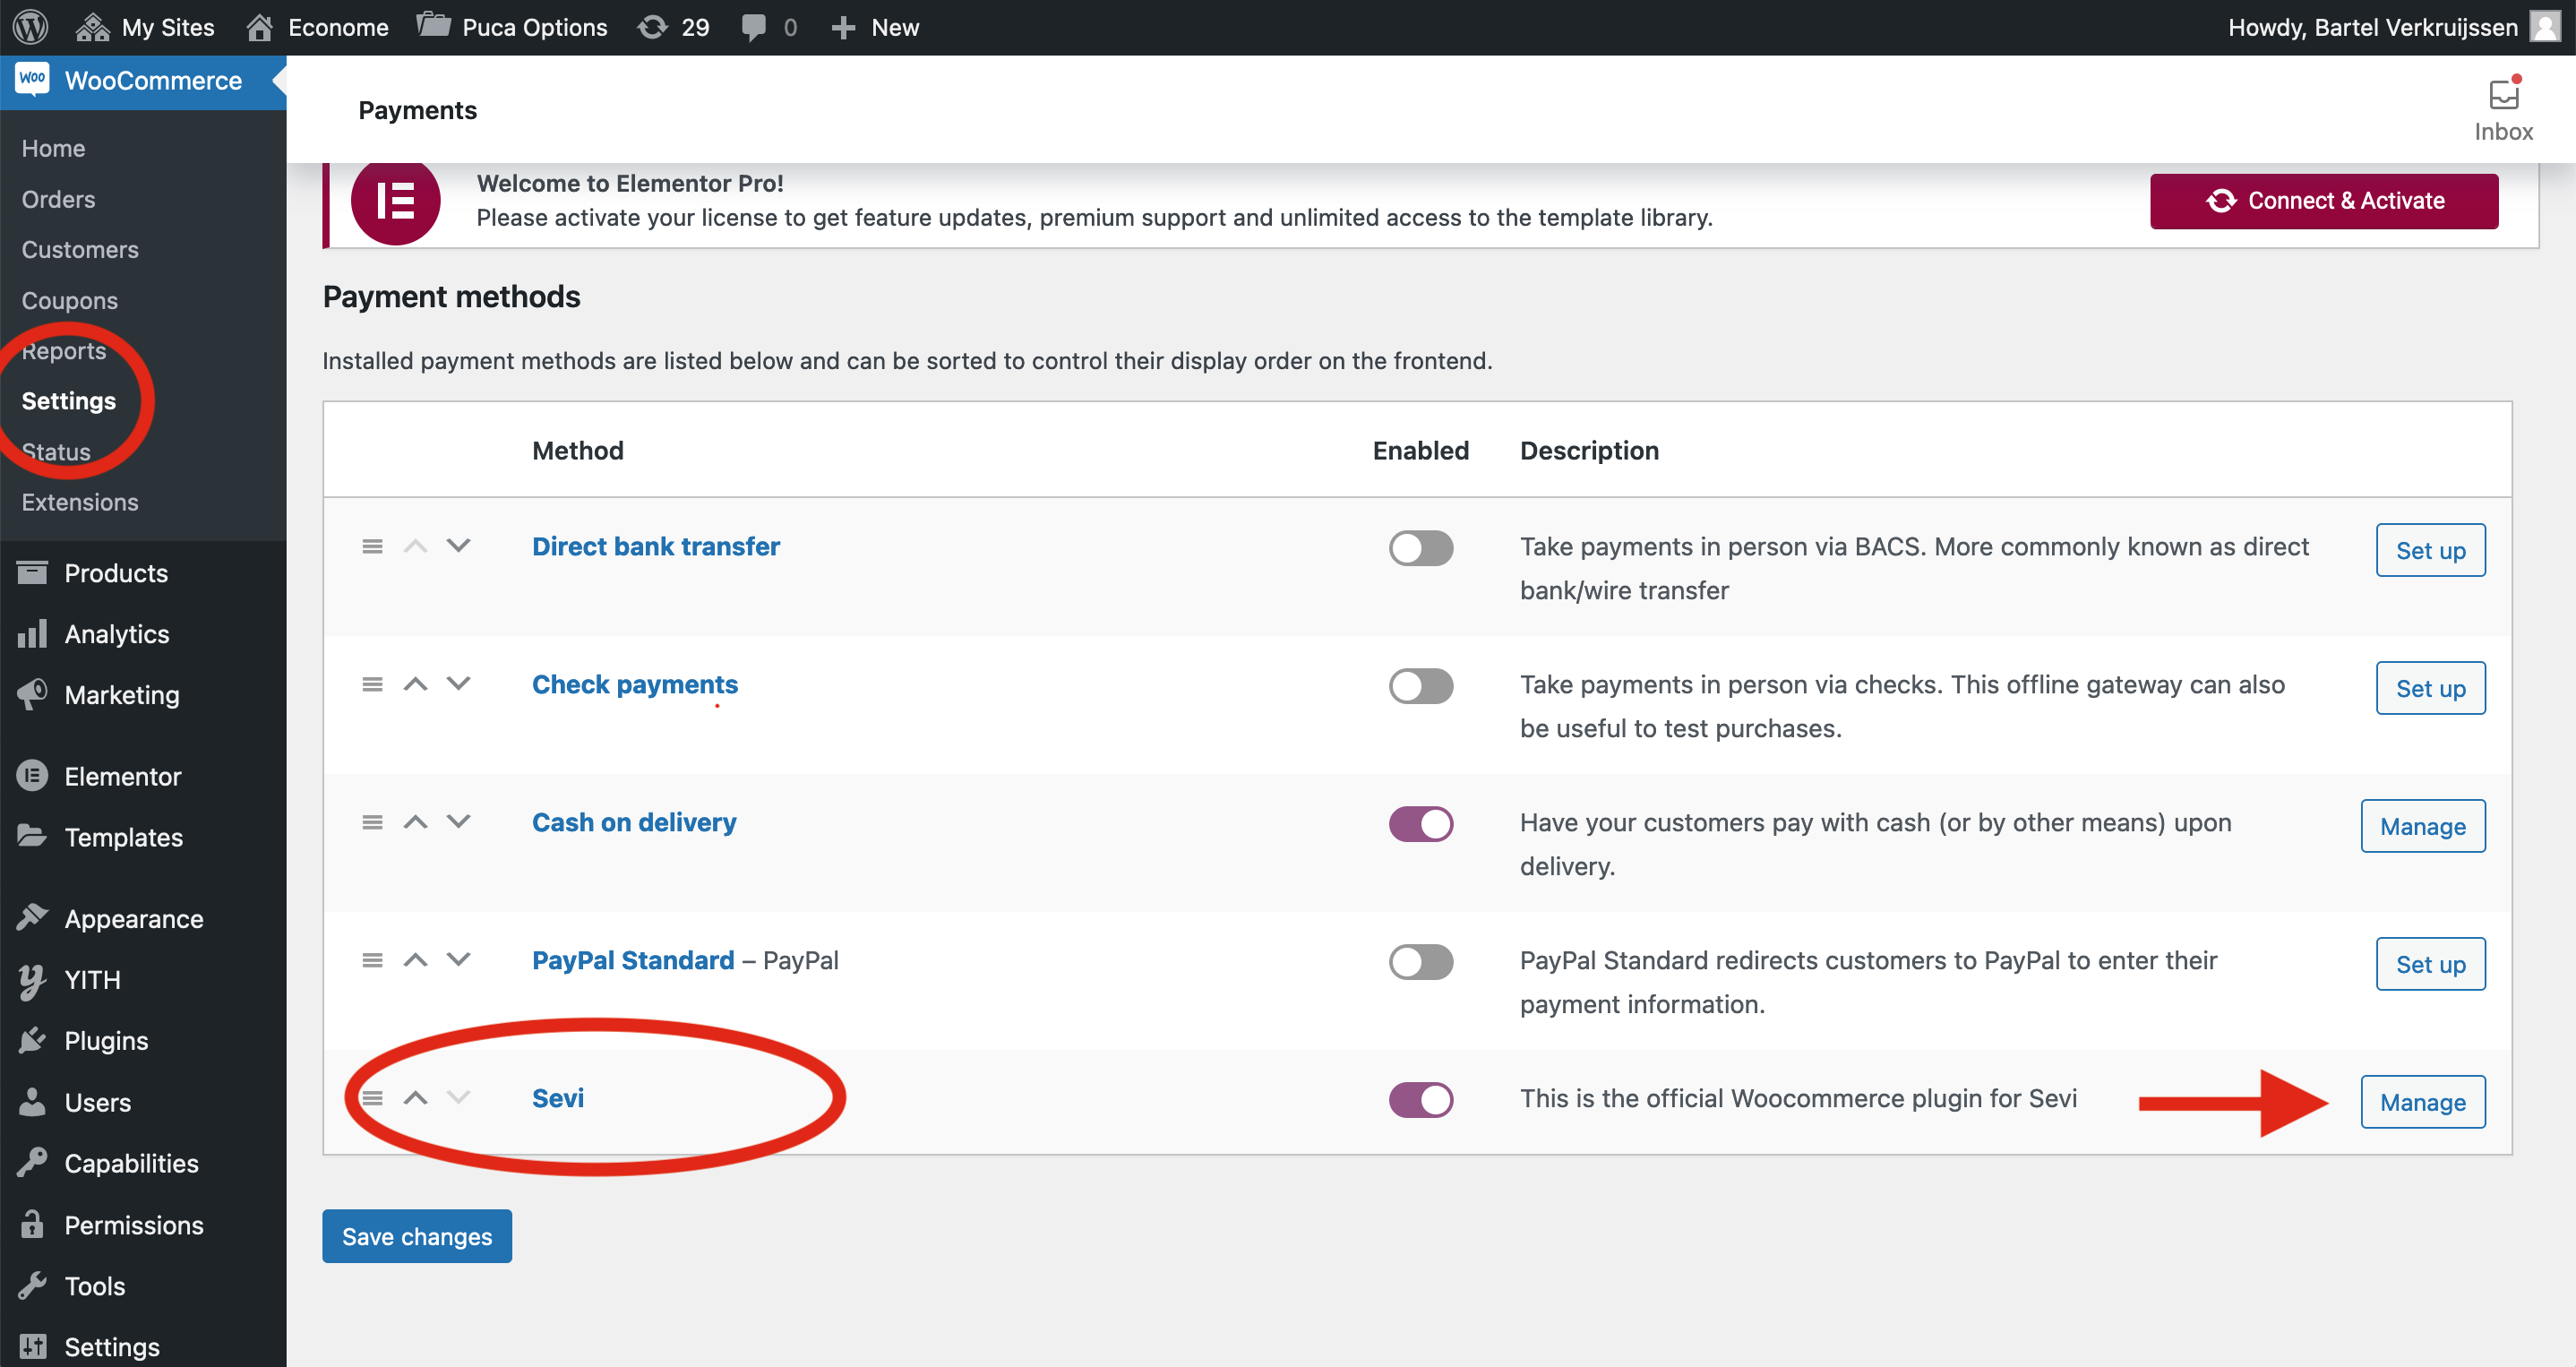 My Sites Econome Puca Options 29 0 New Howdy, Bartel Verkruijssen
Woo WooCommerce
Home
Orders
Customers
Coupons
Reports
Settings
Status
Extensions
Products
Analytics
Marketing
Elementor
Templates
Appearance
YITH
Plugins
Users
Capabilities
Permissions
Tools
Settings
Payments
Inbox
Welcome to Elementor Pro!
Please activate your license to get feature updates, premium support and unlimited access to the template library.
Connect & Activate
Payment methods
Installed payment methods are listed below and can be sorted to control their display order on the frontend.
Method Enabled Description
Direct bank transfer Take payments in person via BACS. More commonly known as direct Set up
bank/wire transfer
Check payments Take payments in person via checks. This offline gateway can also Set up
be useful to test purchases.
Cash on delivery Have your customers pay with cash (or by other means) upon Manage
delivery.
PayPal Standard – PayPal PayPal Standard redirects customers to PayPal to enter their Set up
payment information.
Sevi This is the official Woocommerce plugin for Sevi Manage
Save changes